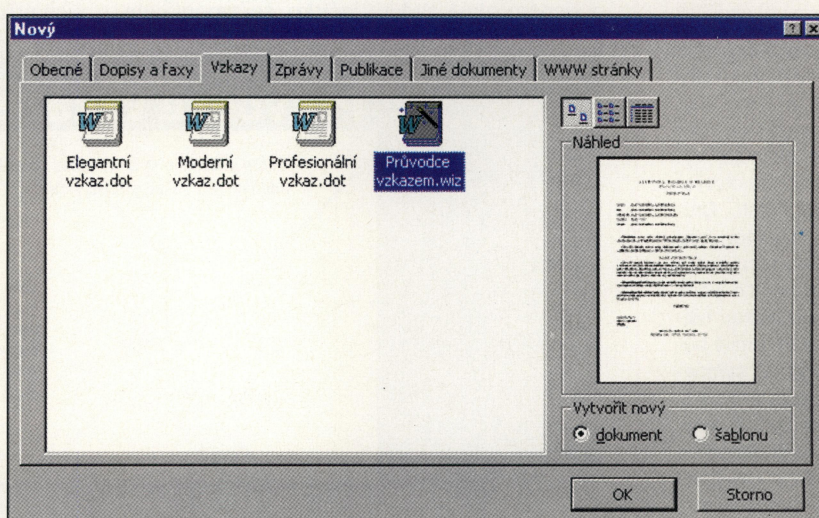 Nový
Obecné Dopisy a faxy Vzkazy Zprávy Publikace Jiné dokumenty WWW stránky
Elegantní
vzkaz.dot
Moderní
vzkaz.dot
Profesionální
vzkaz.dot
Průvodce
vzkazem.wiz
Náhled
Vytvořit nový
dokument
šablonu
OK
Storno